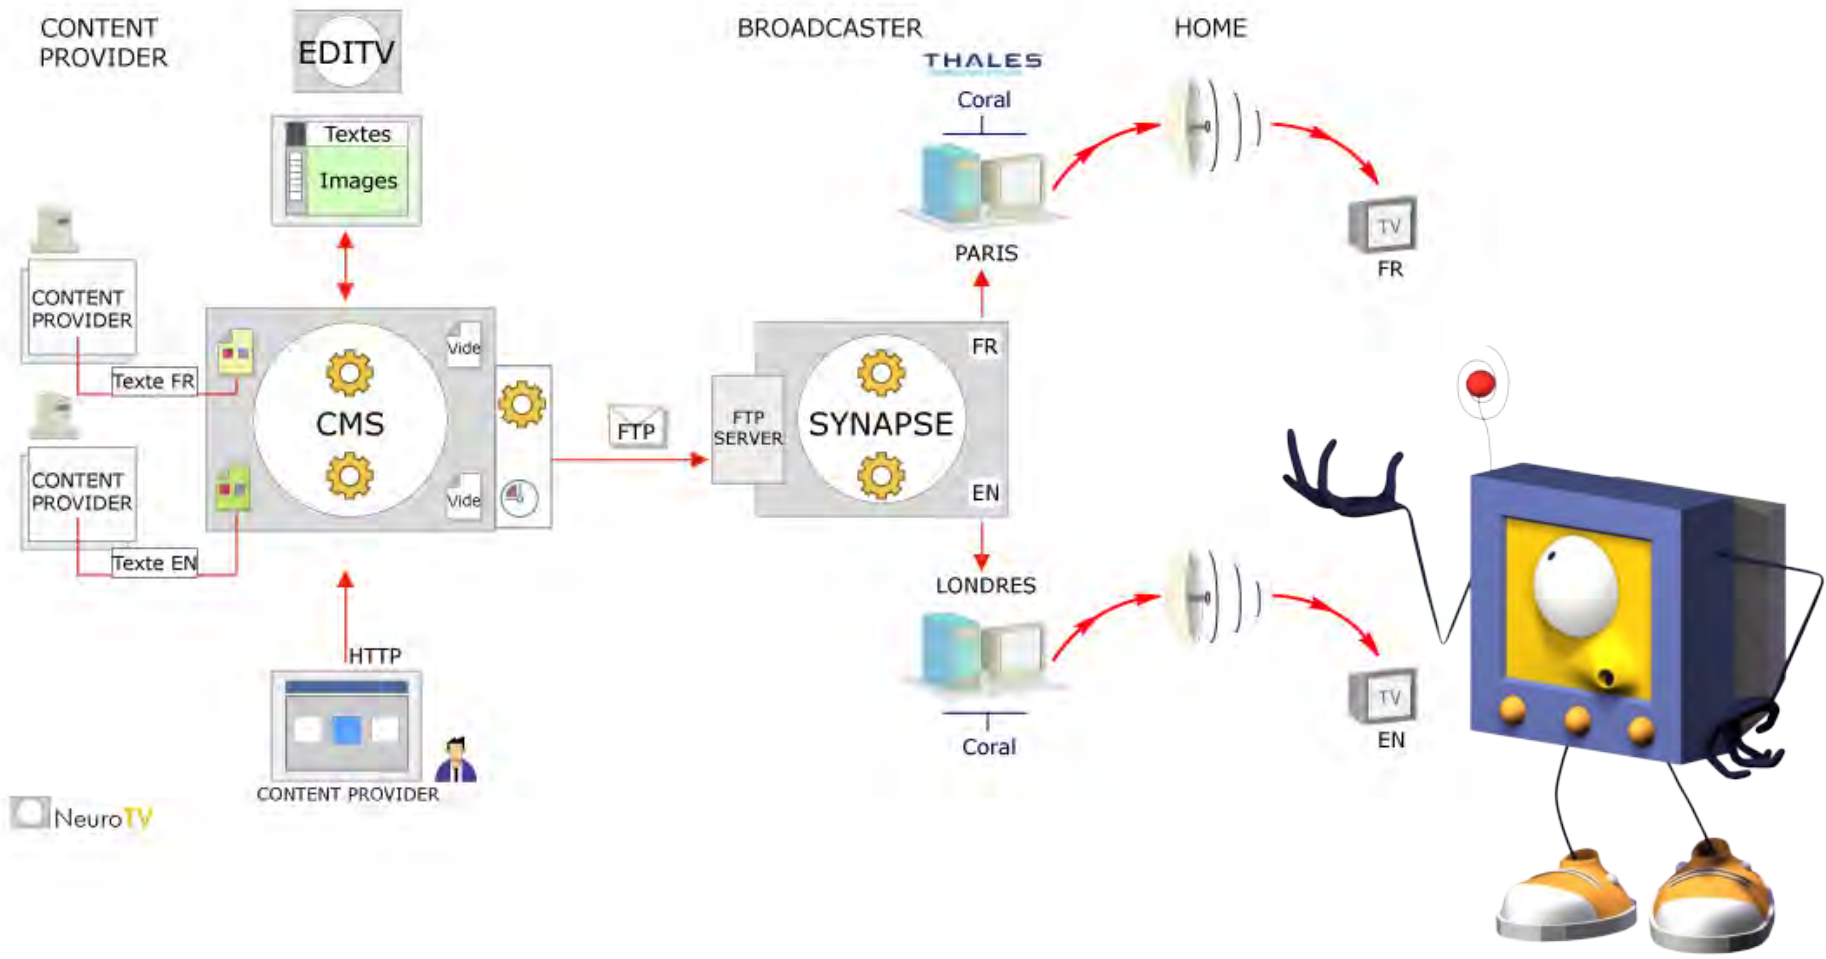 CONTENT
PROVIDER
EDITV
Textes
Images
CONTENT
PROVIDER
Texte FR
CONTENT
PROVIDER
Texte EN
Vide
CMS
Vide
HTTP
CONTENT PROVIDER
NeuroTV
FTP
BROADCASTER
THALES
Coral
PARIS
FTP
SERVER
SYNAPSE
FR
EN
LONDRES
Coral
HOME
TV
FR
TV
EN